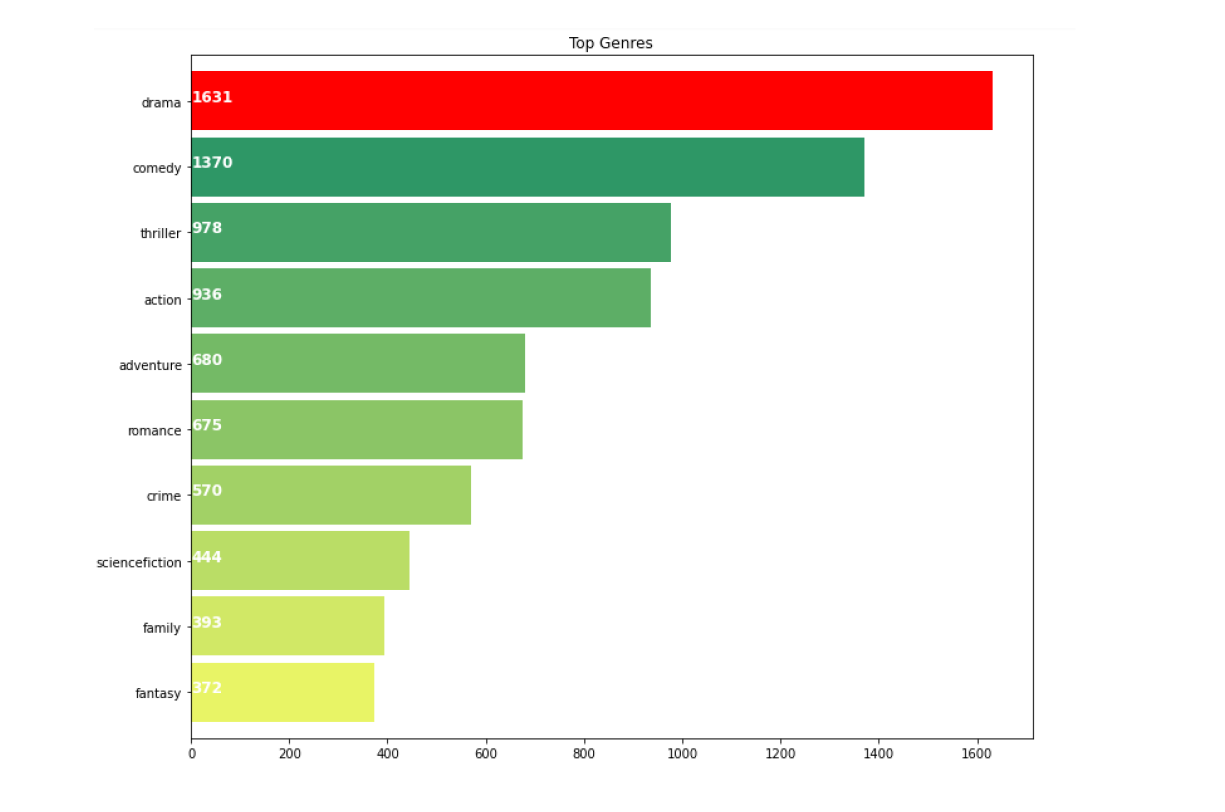 Top Genres
drama 1631
comedy 1370
thriller 978
action 936
adventure 680
romance 675
crime 570
sciencefiction 444
family 393
fantasy 372
0 200 400 600 800 1000 1200 1400 1600